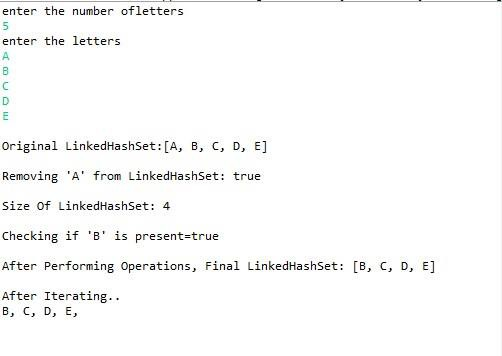 enter the number ofletters
5
enter the letters
A
B
C
D
E
Original LinkedHashSet:[A, B, C, D, E]
Removing 'A' from LinkedHashSet: true
Size Of LinkedHashSet: 4
Checking if 'B' is present=true
After Performing Operations, Final LinkedHashSet: [B, C, D, E]
After Iterating..
B, C, D, E,